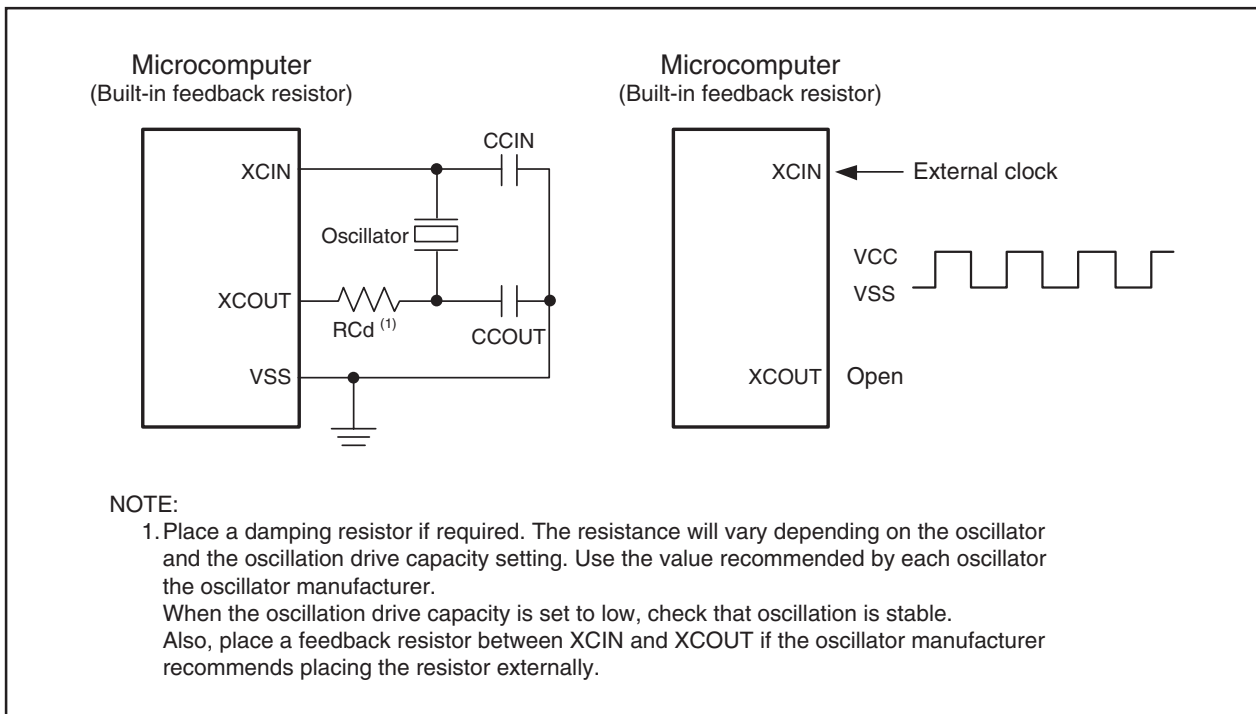 Microcomputer
(Built-in feedback resistor)
XCIN
CCIN
Oscillator
XCOUT
RCd (1)
CCOUT
VSS
Microcomputer
(Built-in feedback resistor)
XCIN
External clock
VCC
VSS
XCOUT
Open
NOTE:
1. Place a damping resistor if required. The resistance will vary depending on the oscillator
and the oscillation drive capacity setting. Use the value recommended by each oscillator
the oscillator manufacturer.
When the oscillation drive capacity is set to low, check that oscillation is stable.
Also, place a feedback resistor between XCIN and XCOUT if the oscillator manufacturer
recommends placing the resistor externally.